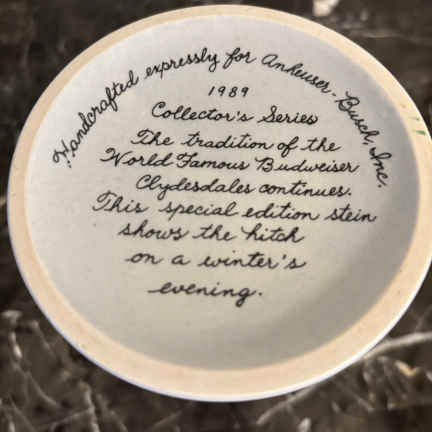 Handcrafted expressly for Anheuser-Busch, Inc.
1989
Collector's Series
The tradition of the
World Famous Budweiser
Clydesdales continues.
This special edition stein
shows the hitch
on a winter's
evening.